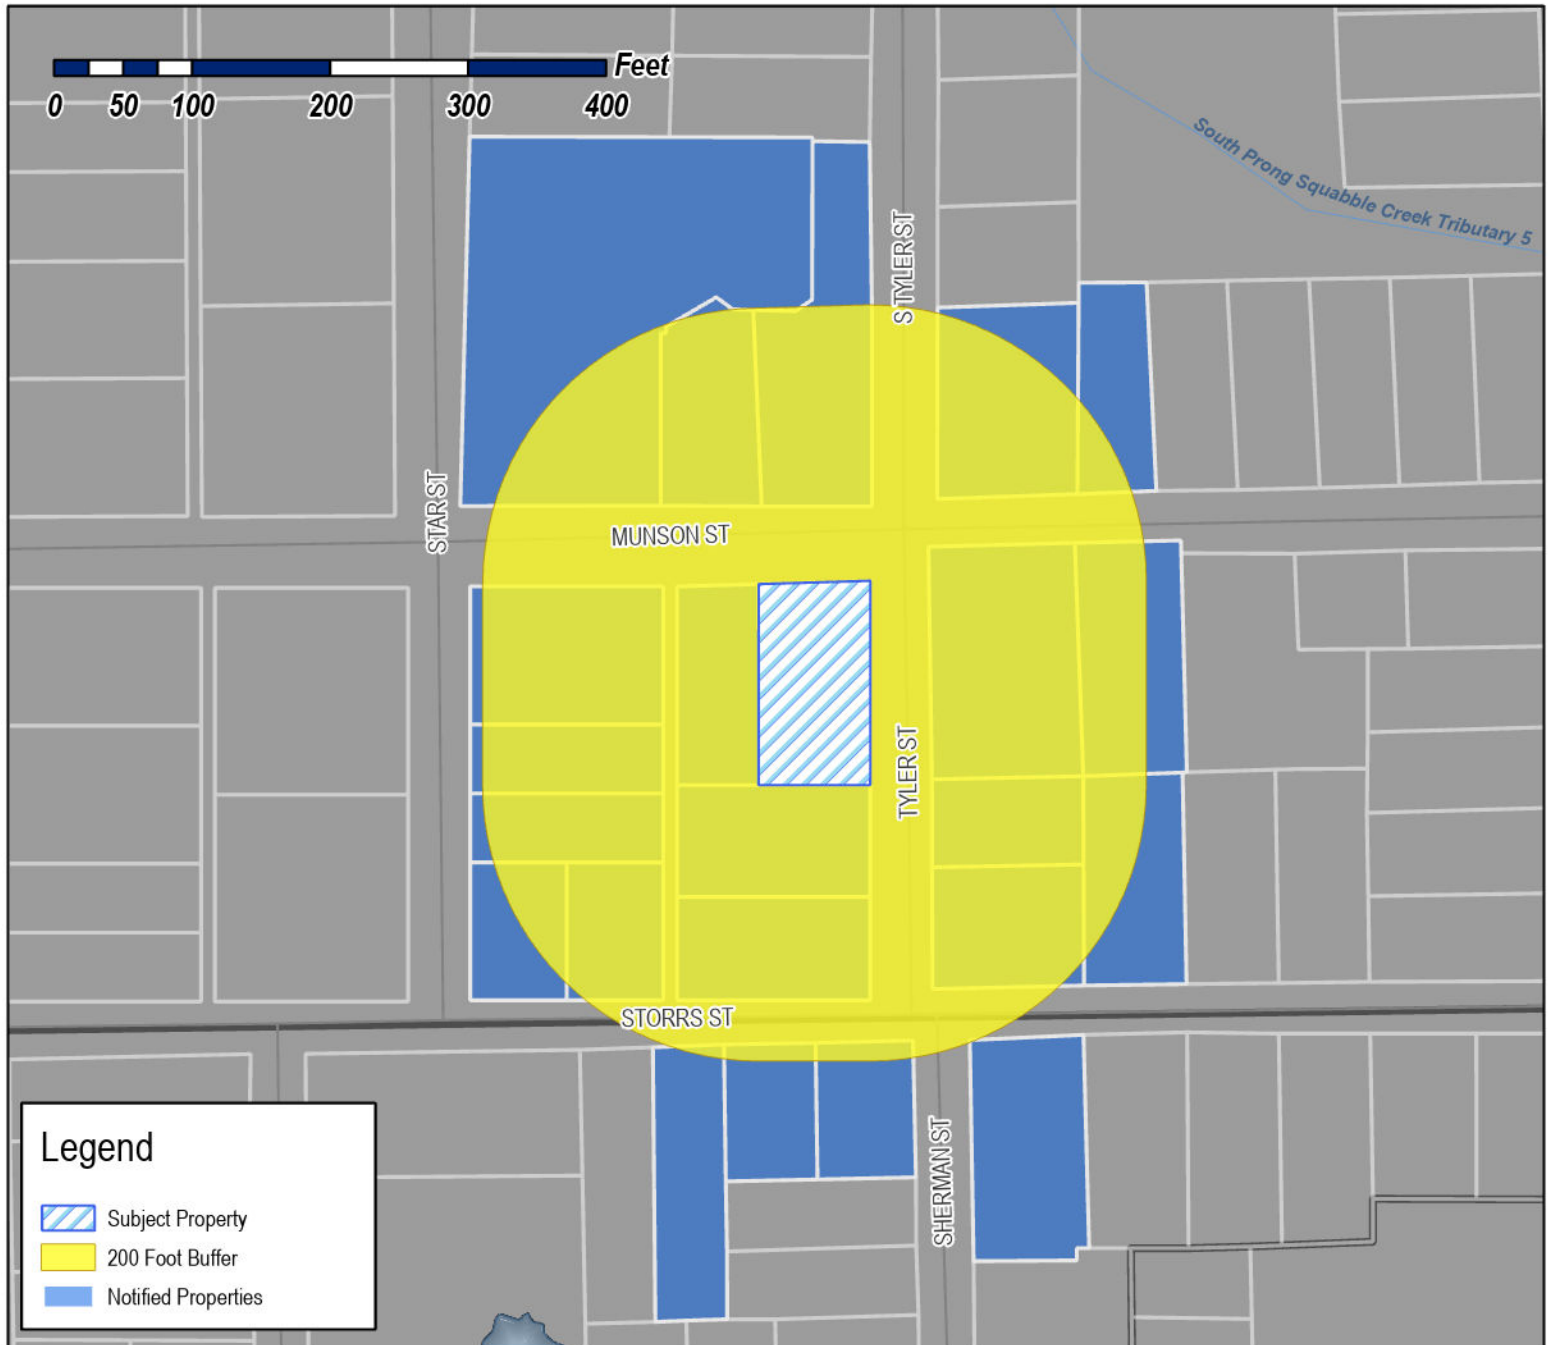 Feet
0 50 100 200 300 400
South Prong Squabble Creek Tributary 5
S TYLER ST
STAR ST
MUNSON ST
TYLER ST
STORRS ST
SHERMAN ST
Legend
Subject Property
200 Foot Buffer
Notified Properties